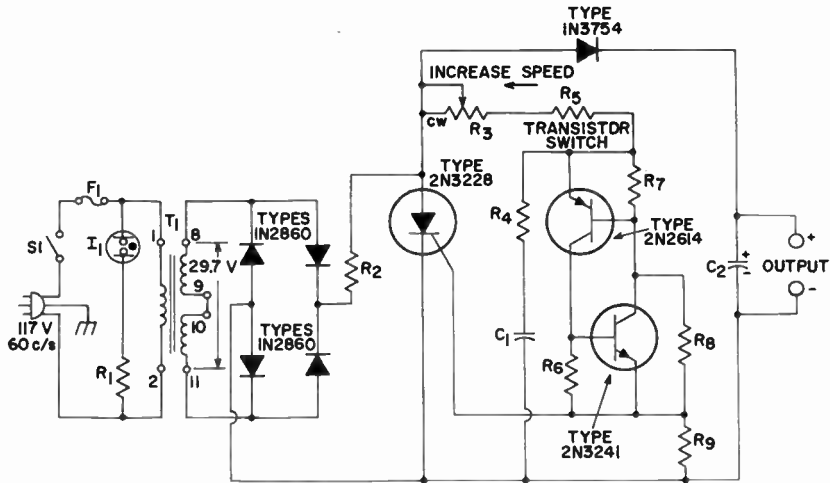 TYPE
1N3754
INCREASE SPEED
CW
R3
R5
TRANSISTOR
SWITCH
TYPE
2N3228
R7
R4
F1
T1
TYPES
1N2860
TYPE
2N2614
S1
I1
1
8
29.7 V
9
R2
C2
+
-
+
OUTPUT
-
10
117 V
60 c/s
TYPES
1N2860
C1
R6
R8
R1
2
11
TYPE
2N3241
R9